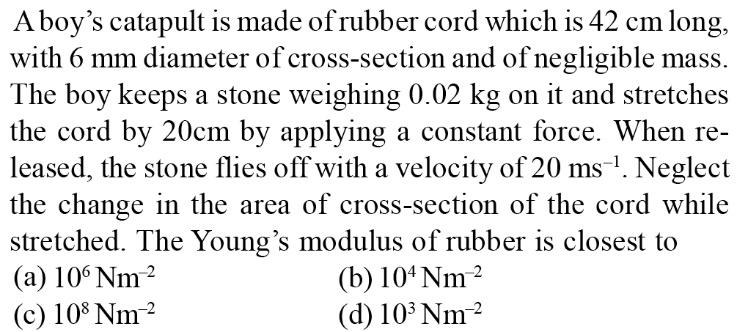 A boy's catapult is made of rubber cord which is 42 cm long,
with 6 mm diameter of cross-section and of negligible mass.
The boy keeps a stone weighing 0.02 kg on it and stretches
the cord by 20cm by applying a constant force. When re-
leased, the stone flies off with a velocity of 20 ms⁻¹. Neglect
the change in the area of cross-section of the cord while
stretched. The Young's modulus of rubber is closest to
(a) 10⁶ Nm⁻² (b) 10⁴ Nm⁻²
(c) 10⁸ Nm⁻² (d) 10³ Nm⁻²